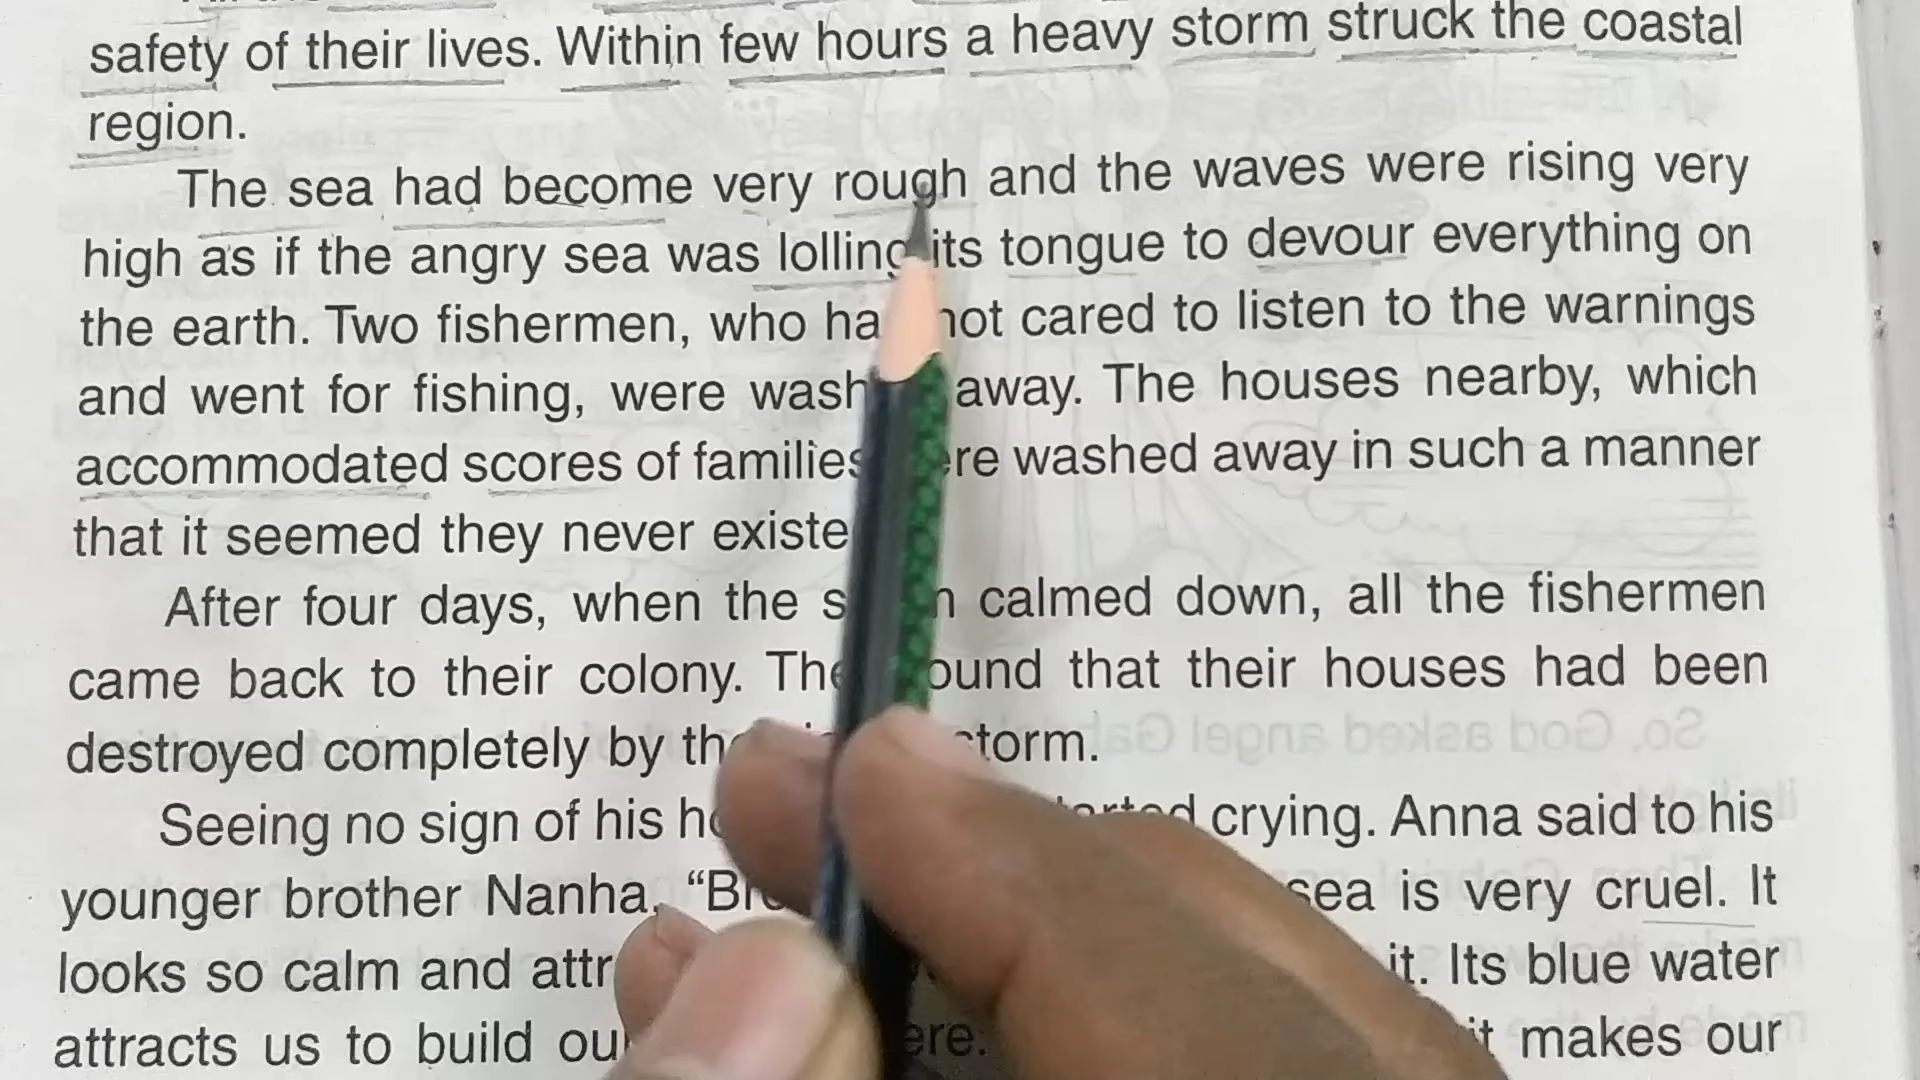 safety of their lives. Within few hours a heavy storm struck the coastal
region.
The sea had become very rough and the waves were rising very
high as if the angry sea was lolling its tongue to devour everything on
the earth. Two fishermen, who ha not cared to listen to the warnings
and went for fishing, were wash away. The houses nearby, which
accommodated scores of families ere washed away in such a manner
that it seemed they never existe
After four days, when the s calmed down, all the fishermen
came back to their colony. The ound that their houses had been
destroyed completely by the storm.
Seeing no sign of his ho arted crying. Anna said to his
younger brother Nanha, “Br sea is very cruel. It
looks so calm and attr it. Its blue water
attracts us to build ou ere. it makes our